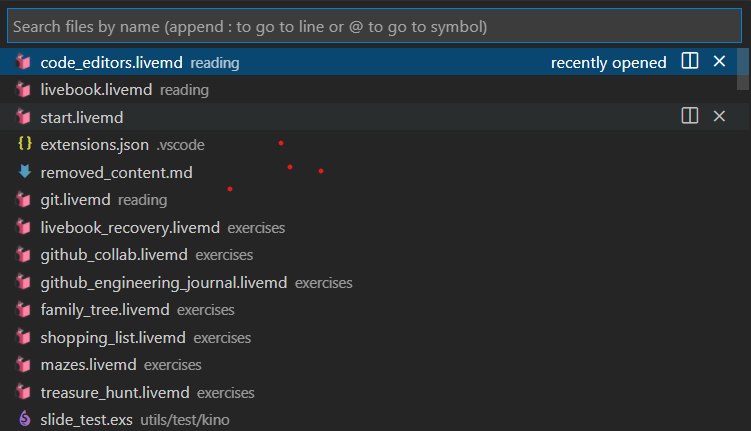 Search files by name (append : to go to line or @ to go to symbol)
code_editors.livemd reading recently opened
livebook.livemd reading
start.livemd
{} extensions.json .vscode
removed_content.md
git.livemd reading
livebook_recovery.livemd exercises
github_collab.livemd exercises
github_engineering_journal.livemd exercises
family_tree.livemd exercises
shopping_list.livemd exercises
mazes.livemd exercises
treasure_hunt.livemd exercises
slide_test.exs utils/test/kino